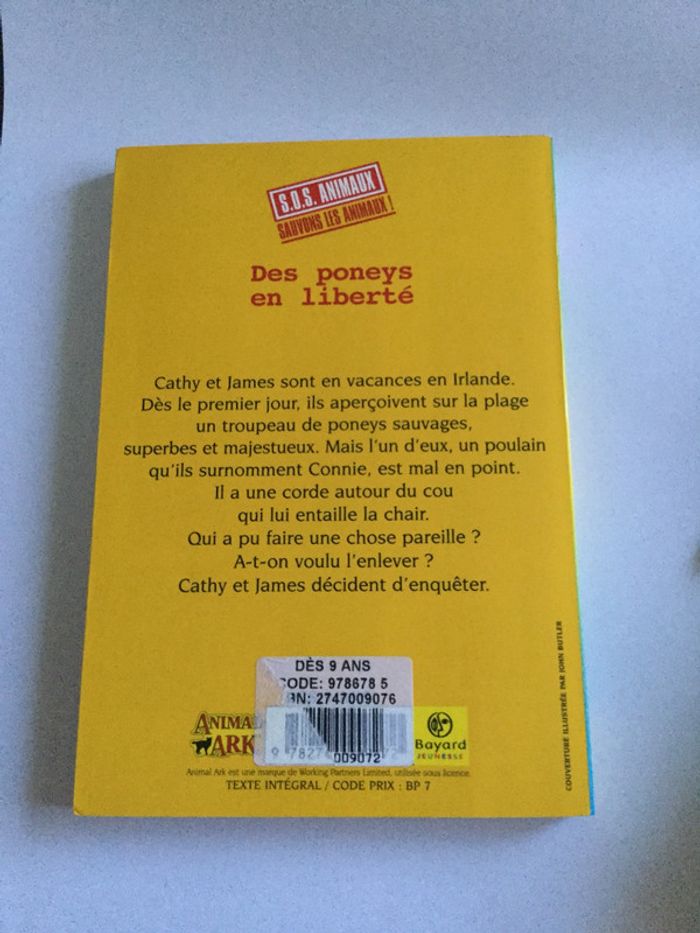 S.O.S. ANIMAUX
SAUVONS LES ANIMAUX !
Des poneys
en liberté
Cathy et James sont en vacances en Irlande.
Dès le premier jour, ils aperçoivent sur la plage
un troupeau de poneys sauvages,
superbes et majestueux. Mais l'un d'eux, un poulain
qu'ils surnomment Connie, est mal en point.
Il a une corde autour du cou
qui lui entaille la chair.
Qui a pu faire une chose pareille ?
A-t-on voulu l'enlever ?
Cathy et James décident d'enquêter.
DÈS 9 ANS
CODE: 978678 5
BN: 2747009076
ANIMAL
ARK
009072
Bayard
JEUNESSE
Animal Ark est une marque de Working Partners Limited, utilisée sous licence.
TEXTE INTÉGRAL / CODE PRIX : BP 7
COUVERTURE ILLUSTRÉE PAR JOHN BUTLER